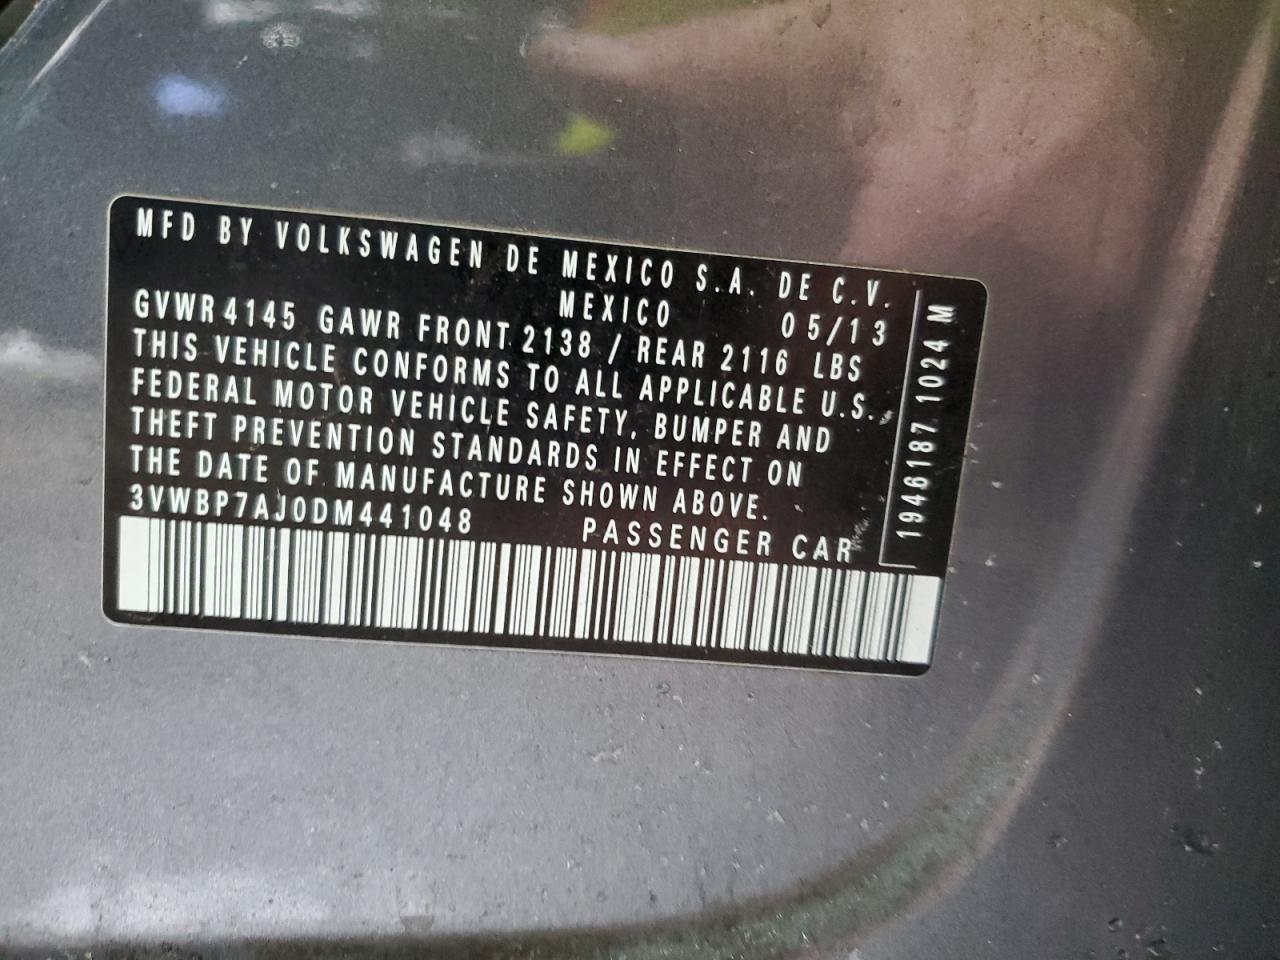 MFD BY VOLKSWAGEN DE MEXICO S.A. DE C.V.
MEXICO 05/13
GVWR 4145 GAWR FRONT 2138 / REAR 2116 LBS
THIS VEHICLE CONFORMS TO ALL APPLICABLE U.S.
FEDERAL MOTOR VEHICLE SAFETY, BUMPER AND
THEFT PREVENTION STANDARDS IN EFFECT ON
THE DATE OF MANUFACTURE SHOWN ABOVE.
3VWBP7AJ0DM441048 PASSENGER CAR
1946187 1024 M